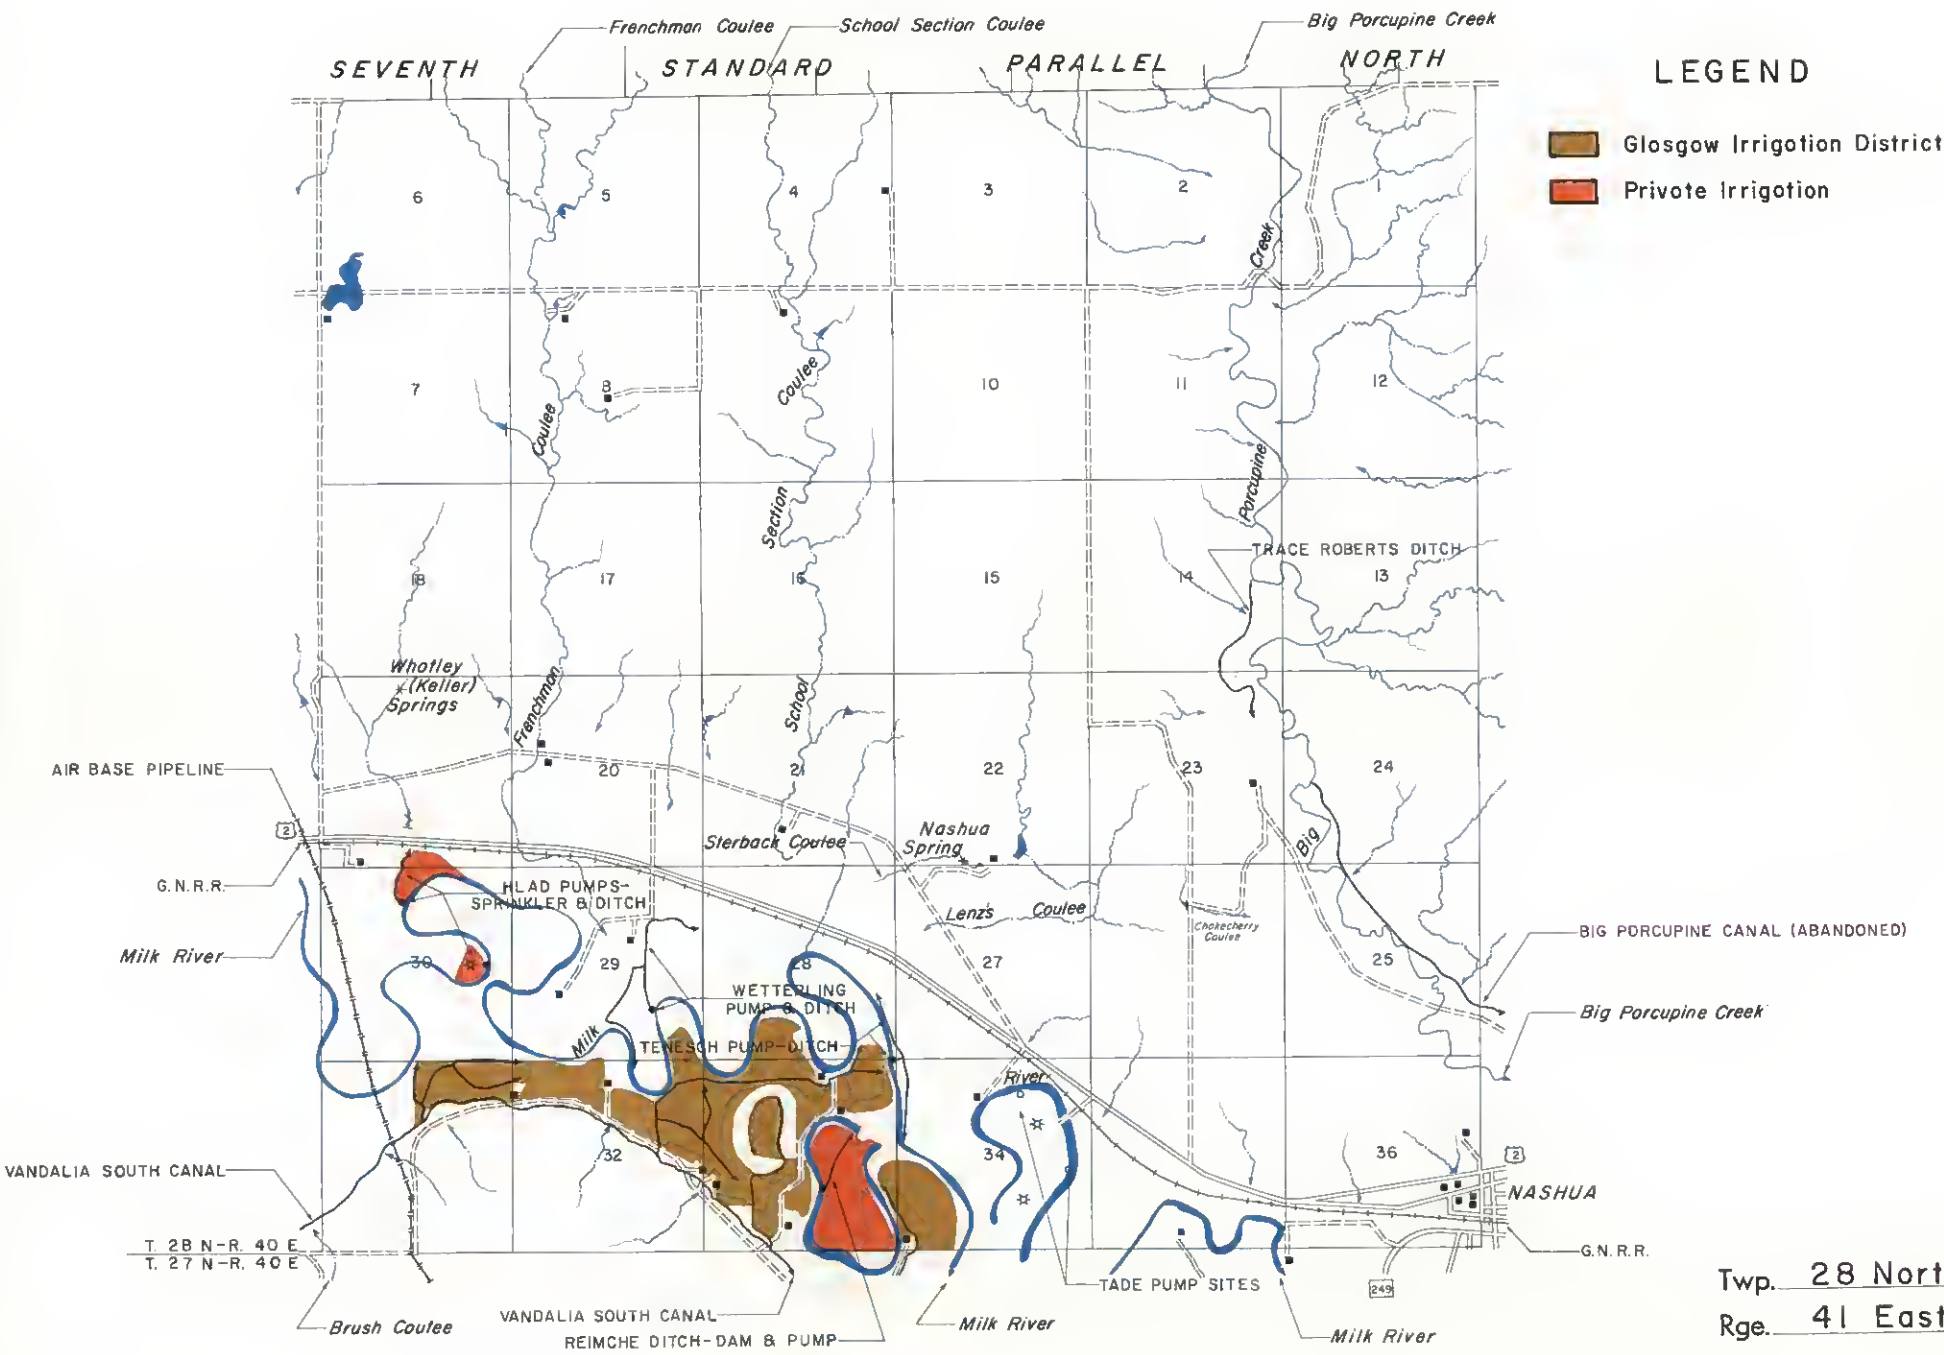 Frenchman Coulee
School Section Coulee
Big Porcupine Creek
SEVENTH STANDARD PARALLEL NORTH
LEGEND
Glosgow Irrigotion District
Private Irrigotion
6
5
4
3
2
1
Creek
7
8
10
11
12
Coulee
Coulee
Section
Porcupine
TRACE ROBERTS DITCH
18
17
16
15
14
13
Whatley
(Keller)
Springs
Frenchman
School
AIR BASE PIPELINE
20
21
22
23
24
2
Sterback Coulee
Nashua
Spring
Big
G.N.R.R.
HLAD PUMPS-
SPRINKLER & DITCH
Lenz's Coulee
Chokecherry
Coulee
BIG PORCUPINE CANAL (ABANDONED)
Milk River
30
29
28
27
25
WETTERLING
PUMP & DITCH
Big Porcupine Creek
Milk
TENESCH PUMP-DITCH
River
VANDALIA SOUTH CANAL
32
34
36
2
NASHUA
T. 28 N-R. 40 E
T. 27 N-R. 40 E
G.N.R.R.
TADE PUMP SITES
249
Twp. 28 Nort
Rge. 41 East
Brush Coulee
VANDALIA SOUTH CANAL
REIMCHE DITCH-DAM & PUMP
Milk River
Milk River